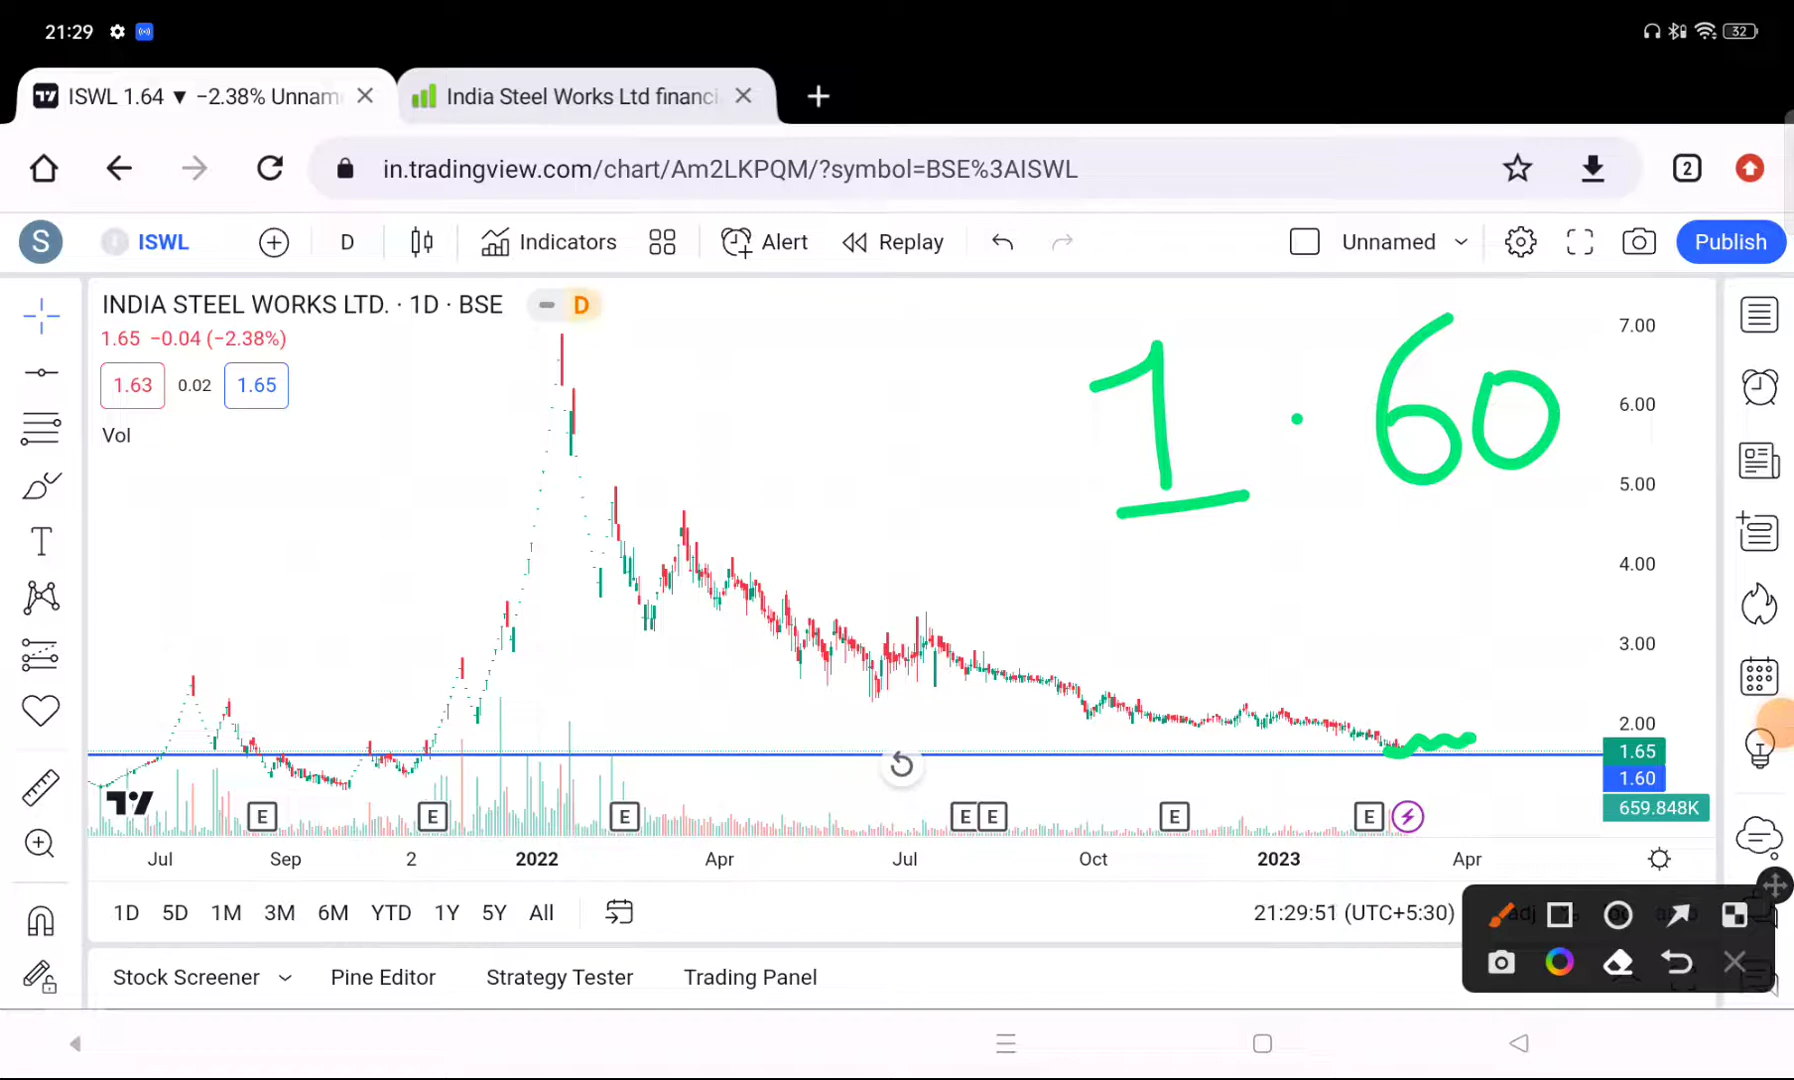 21:29 32
ISWL 1.64 ▼ −2.38% Unnam
India Steel Works Ltd financi
in.tradingview.com/chart/Am2LKPQM/?symbol=BSE%3AISWL 2
S ISWL D Indicators Alert Replay Unnamed Publish
INDIA STEEL WORKS LTD. · 1D · BSE D
1.65 −0.04 (−2.38%)
1.63 0.02 1.65
Vol
1.60
7.00
6.00
5.00
4.00
3.00
2.00
1.65
1.60
659.848K
E E E E E E E
Jul Sep 2 2022 Apr Jul Oct 2023 Apr
1D 5D 1M 3M 6M YTD 1Y 5Y All 21:29:51 (UTC+5:30)
Stock Screener Pine Editor Strategy Tester Trading Panel